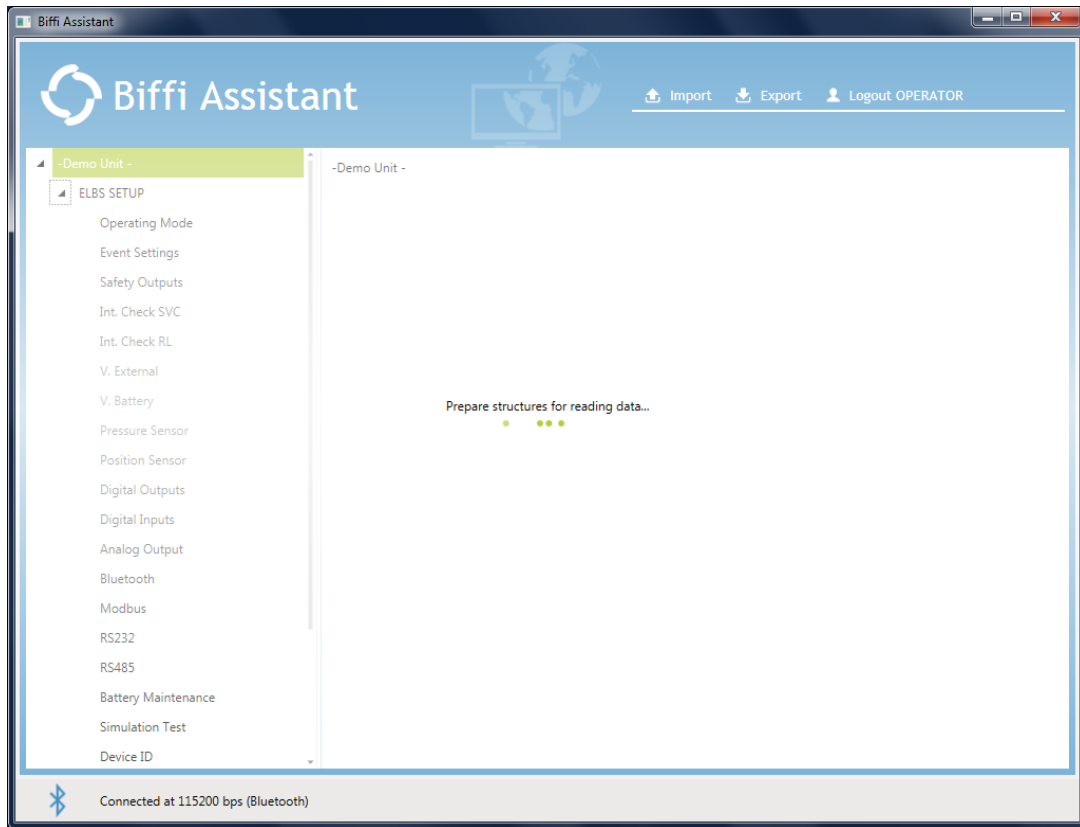 Biffi Assistant
Biffi Assistant
Import
Export
Logout OPERATOR
-Demo Unit -
ELBS SETUP
Operating Mode
Event Settings
Safety Outputs
Int. Check SVC
Int. Check RL
V. External
V. Battery
Pressure Sensor
Position Sensor
Digital Outputs
Digital Inputs
Analog Output
Bluetooth
Modbus
RS232
RS485
Battery Maintenance
Simulation Test
Device ID
-Demo Unit -
Prepare structures for reading data...
Connected at 115200 bps (Bluetooth)